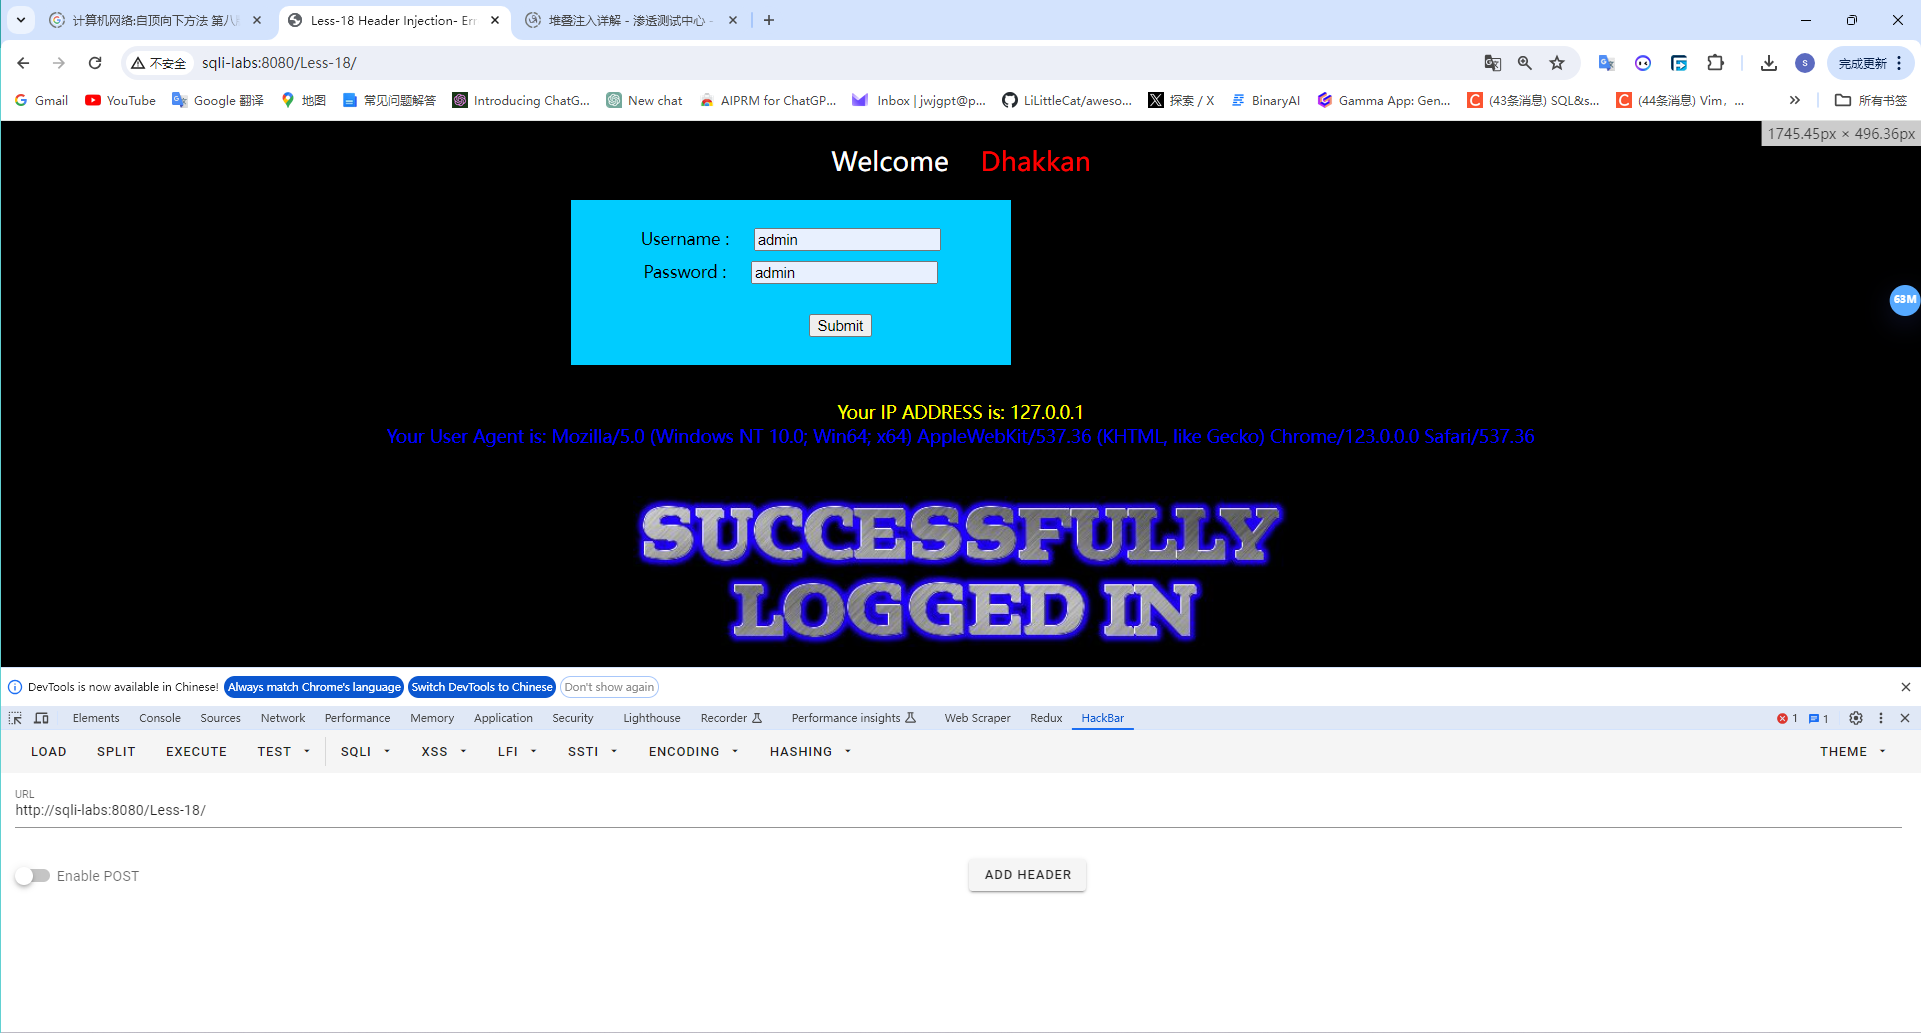 计算机网络:自顶向下方法 第八
Less-18 Header Injection- Err
堆叠注入详解 - 渗透测试中心 -
不安全
sqli-labs:8080/Less-18/
S
完成更新
Gmail
YouTube
Google 翻译
地图
常见问题解答
Introducing ChatG...
New chat
AIPRM for ChatGP...
Inbox | jwjgpt@p...
LiLittleCat/aweso...
探索 / X
BinaryAI
Gamma App: Gen...
(43条消息) SQL&s...
(44条消息) Vim，...
所有书签
1745.45px × 496.36px
Welcome Dhakkan
Username : admin
Password : admin
Submit
63M
Your IP ADDRESS is: 127.0.0.1
Your User Agent is: Mozilla/5.0 (Windows NT 10.0; Win64; x64) AppleWebKit/537.36 (KHTML, like Gecko) Chrome/123.0.0.0 Safari/537.36
SUCCESSFULLY
LOGGED IN
DevTools is now available in Chinese! Always match Chrome's language Switch DevTools to Chinese Don't show again
Elements Console Sources Network Performance Memory Application Security Lighthouse Recorder Performance insights Web Scraper Redux HackBar 1 1
LOAD SPLIT EXECUTE TEST SQLI XSS LFI SSTI ENCODING HASHING THEME
URL
http://sqli-labs:8080/Less-18/
Enable POST
ADD HEADER